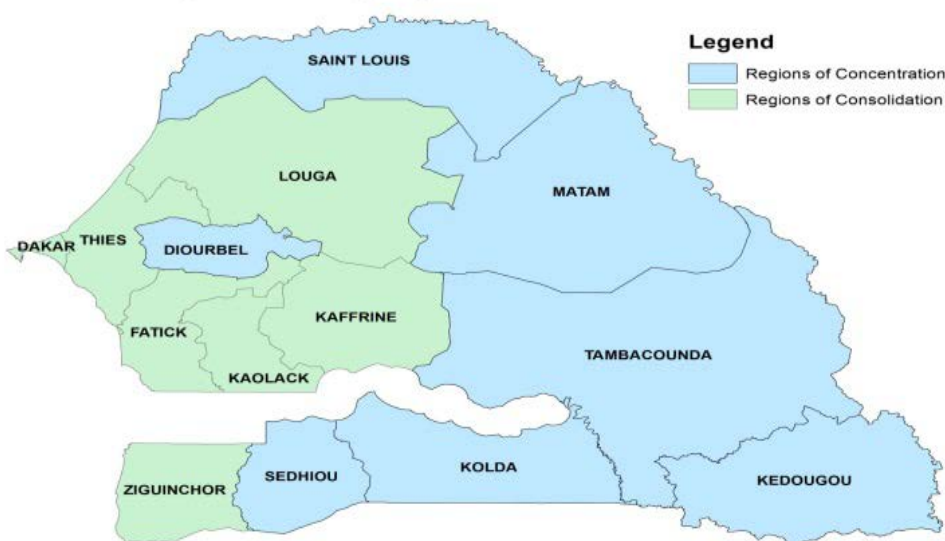 Legend
Regions of Concentration
Regions of Consolidation
SAINT LOUIS
LOUGA
MATAM
DAKAR
THIES
DIOURBEL
FATICK
KAFFRINE
KAOLACK
TAMBACOUNDA
ZIGUINCHOR
SEDHIOU
KOLDA
KEDOUGOU